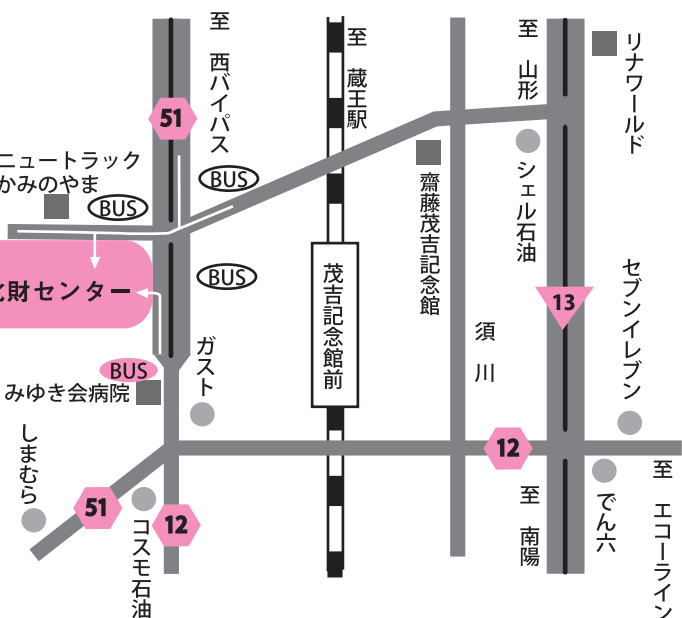 至 西バイパス
至 蔵王駅
至 山形
リナワールド
51
ニュートラック
かみのやま
BUS
BUS
シェル石油
齋藤茂吉記念館
BUS
財センター
茂吉記念館前
13
セブンイレブン
須川
ガスト
BUS
みゆき会病院
しまむら
12
至 南陽
至 エコーライン
でん六
51
12
コスモ石油